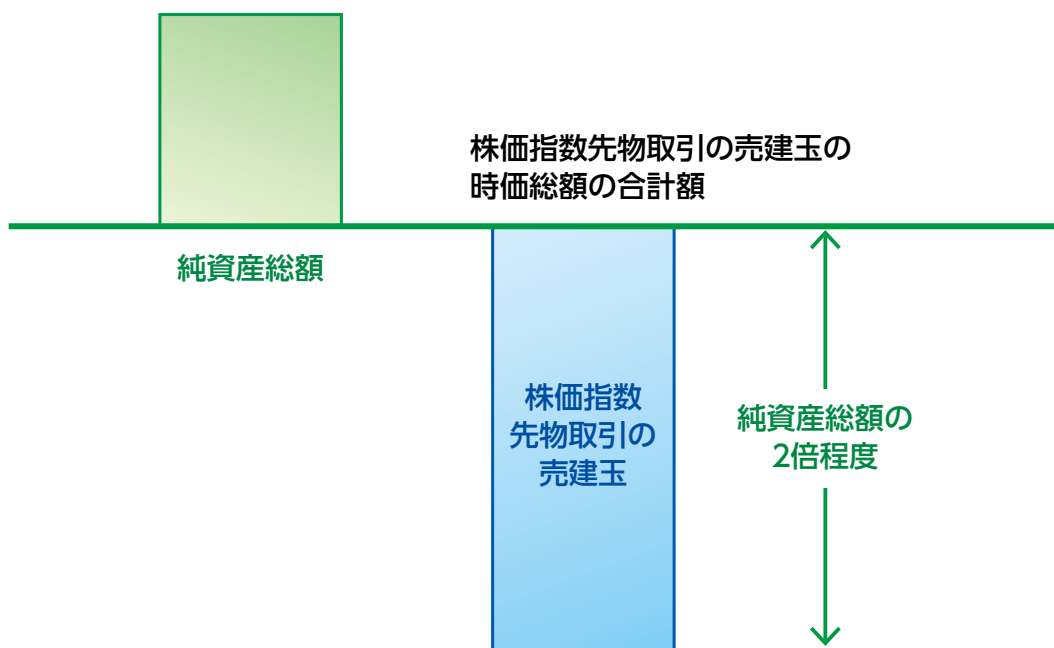 株価指数先物取引の売建玉の
時価総額の合計額
純資産総額
株価指数
先物取引の
売建玉
純資産総額の
2倍程度